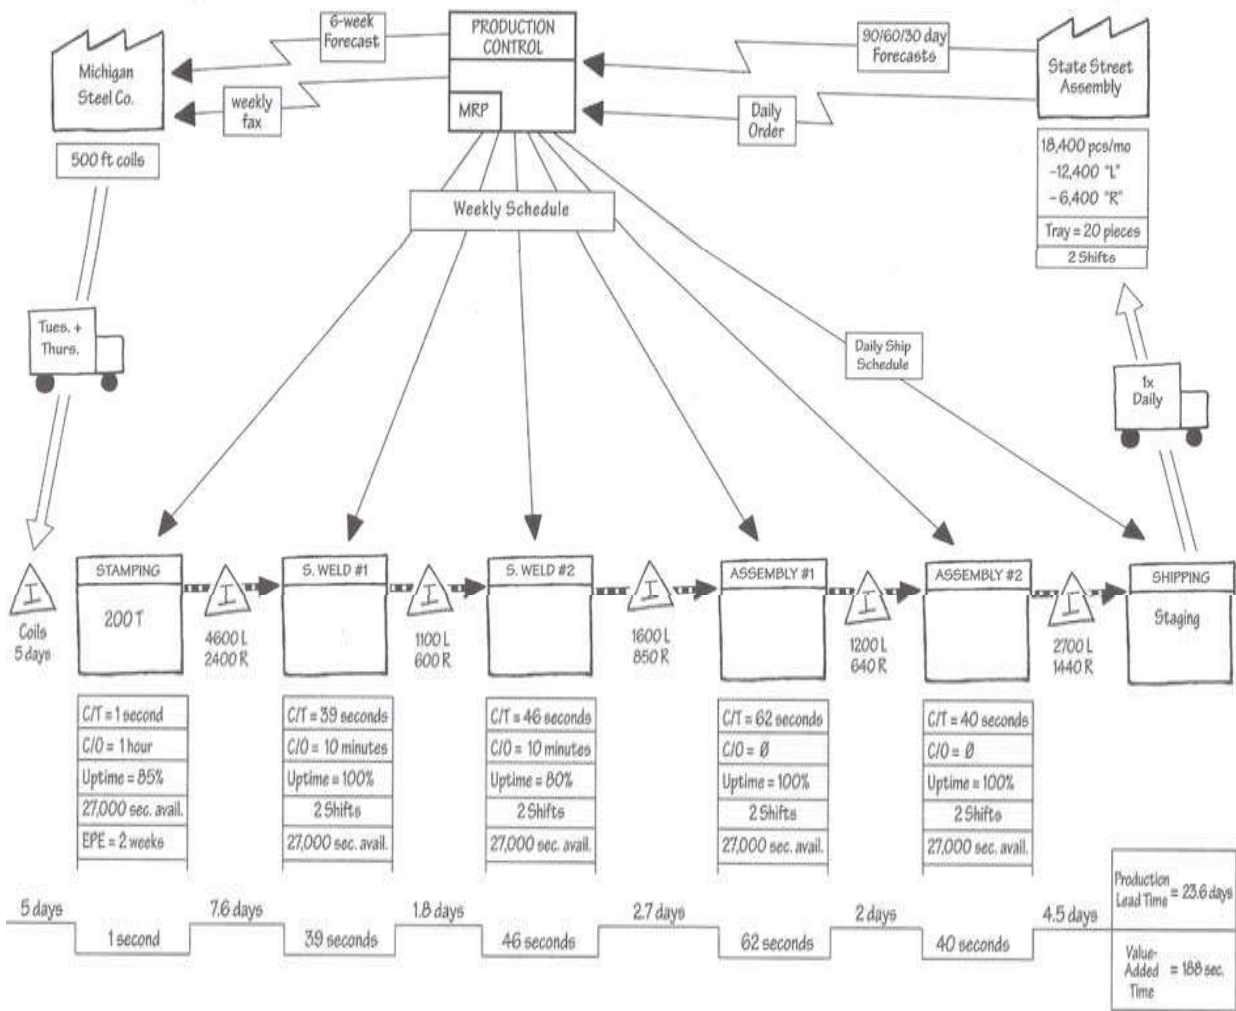 6-week
Forecast
PRODUCTION
CONTROL
90/60/30 day
Forecasts
Michigan
Steel Co.
State Street
Assembly
weekly
fax
MRP
Daily
Order
500 ft coils
18,400 pcs/mo
-12,400 "L"
-6,400 "R"
Tray = 20 pieces
2 Shifts
Weekly Schedule
Tues. +
Thurs.
Daily Ship
Schedule
1x
Daily
STAMPING
S. WELD #1
S. WELD #2
ASSEMBLY #1
ASSEMBLY #2
SHIPPING
I
I
I
I
I
I
200 T
Staging
Coils
5 days
4600 L
2400 R
1100 L
600 R
1600 L
850 R
1200 L
640 R
2700 L
1440 R
C/T = 1 second
C/O = 1 hour
Uptime = 85%
27,000 sec. avail.
EPE = 2 weeks
C/T = 39 seconds
C/O = 10 minutes
Uptime = 100%
2 Shifts
27,000 sec. avail.
C/T = 46 seconds
C/O = 10 minutes
Uptime = 80%
2 Shifts
27,000 sec. avail.
C/T = 62 seconds
C/O = Ø
Uptime = 100%
2 Shifts
27,000 sec. avail.
C/T = 40 seconds
C/O = Ø
Uptime = 100%
2 Shifts
27,000 sec. avail.
5 days
7.6 days
1.8 days
2.7 days
2 days
4.5 days
1 second
39 seconds
46 seconds
62 seconds
40 seconds
Production
Lead Time = 23.6 days
Value-
Added = 188 sec.
Time